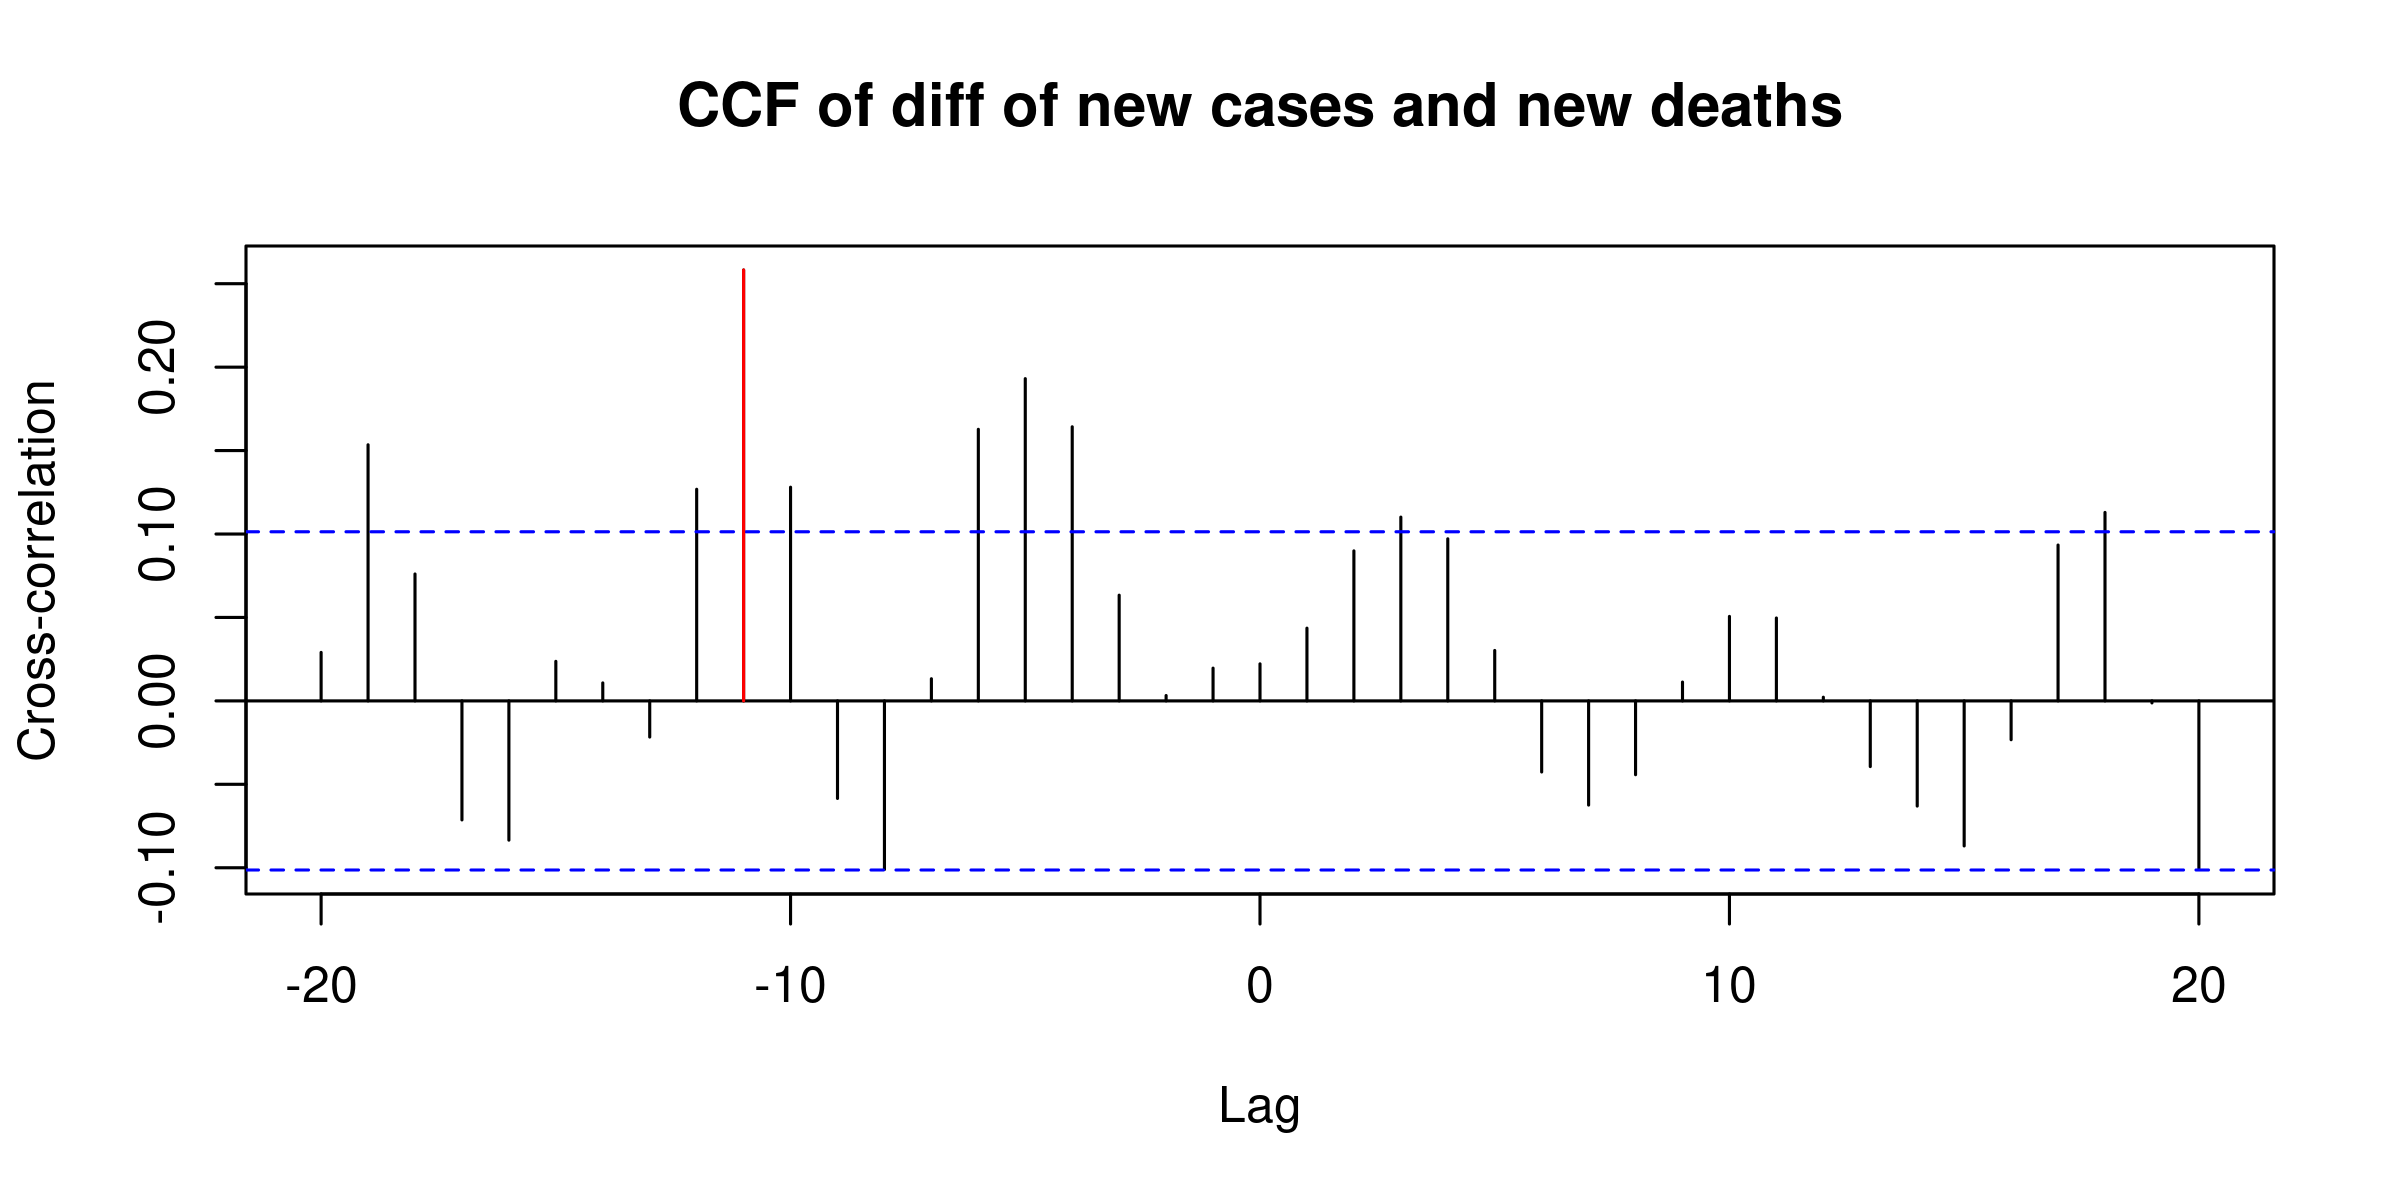 CCF of diff of new cases and new deaths
Cross-correlation
0.20
0.10
0.00
-0.10
-20 -10 0 10 20
Lag